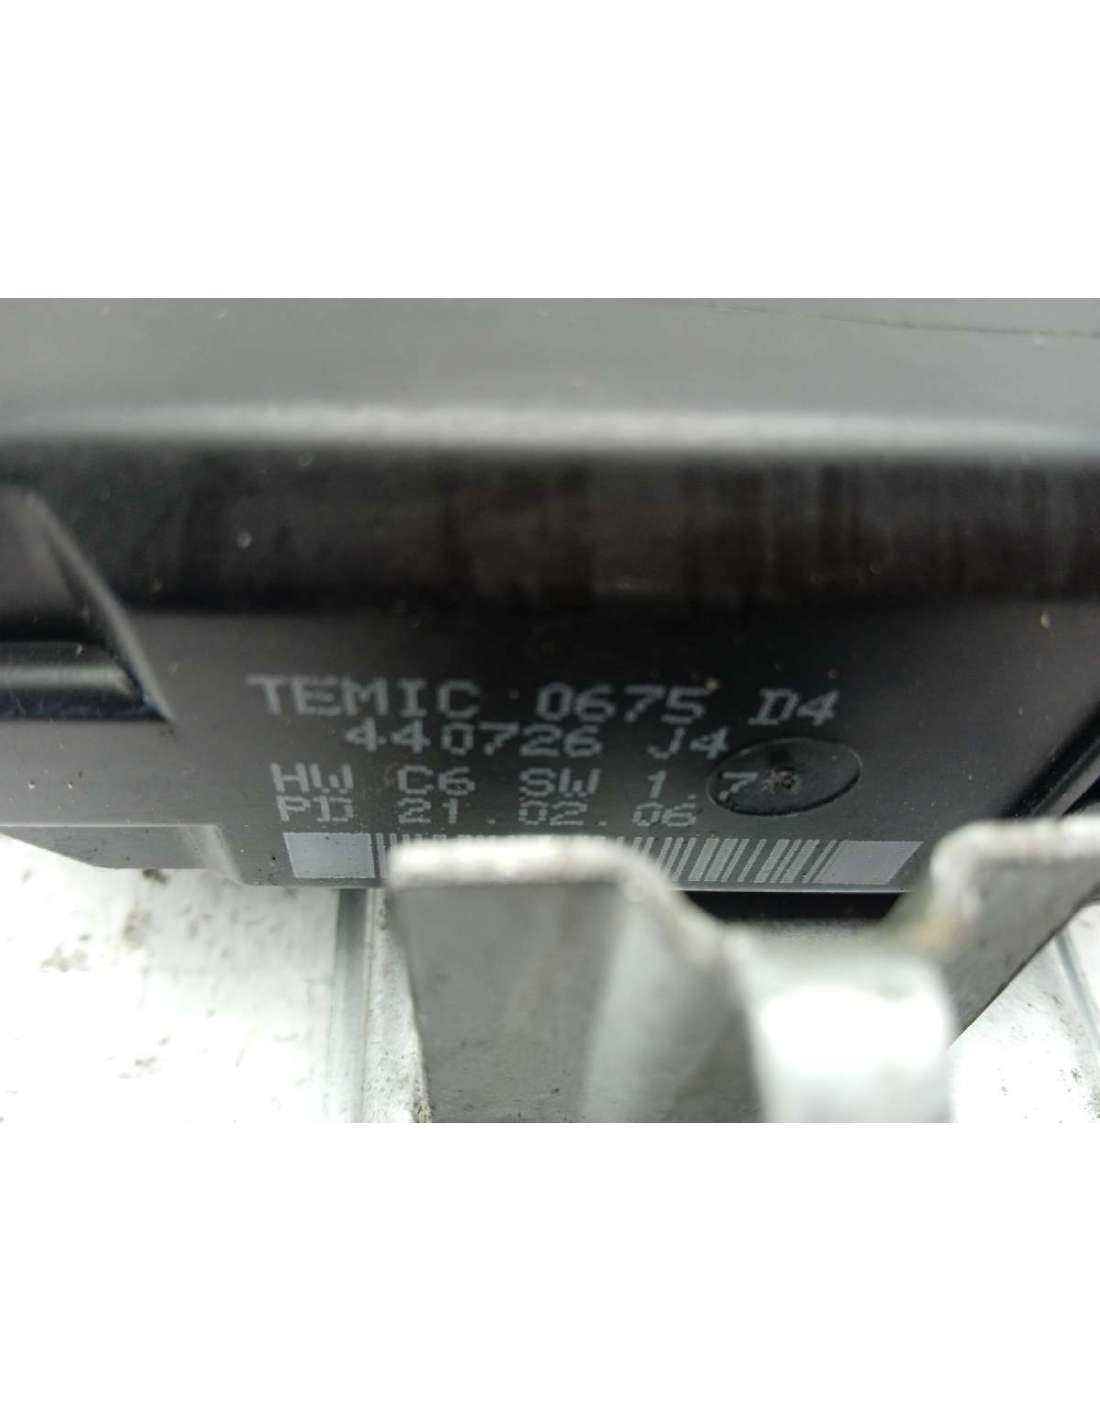 TEMIC 0675 D4
440726 J4
HW C6 SW 1.7
PD 21.02.06